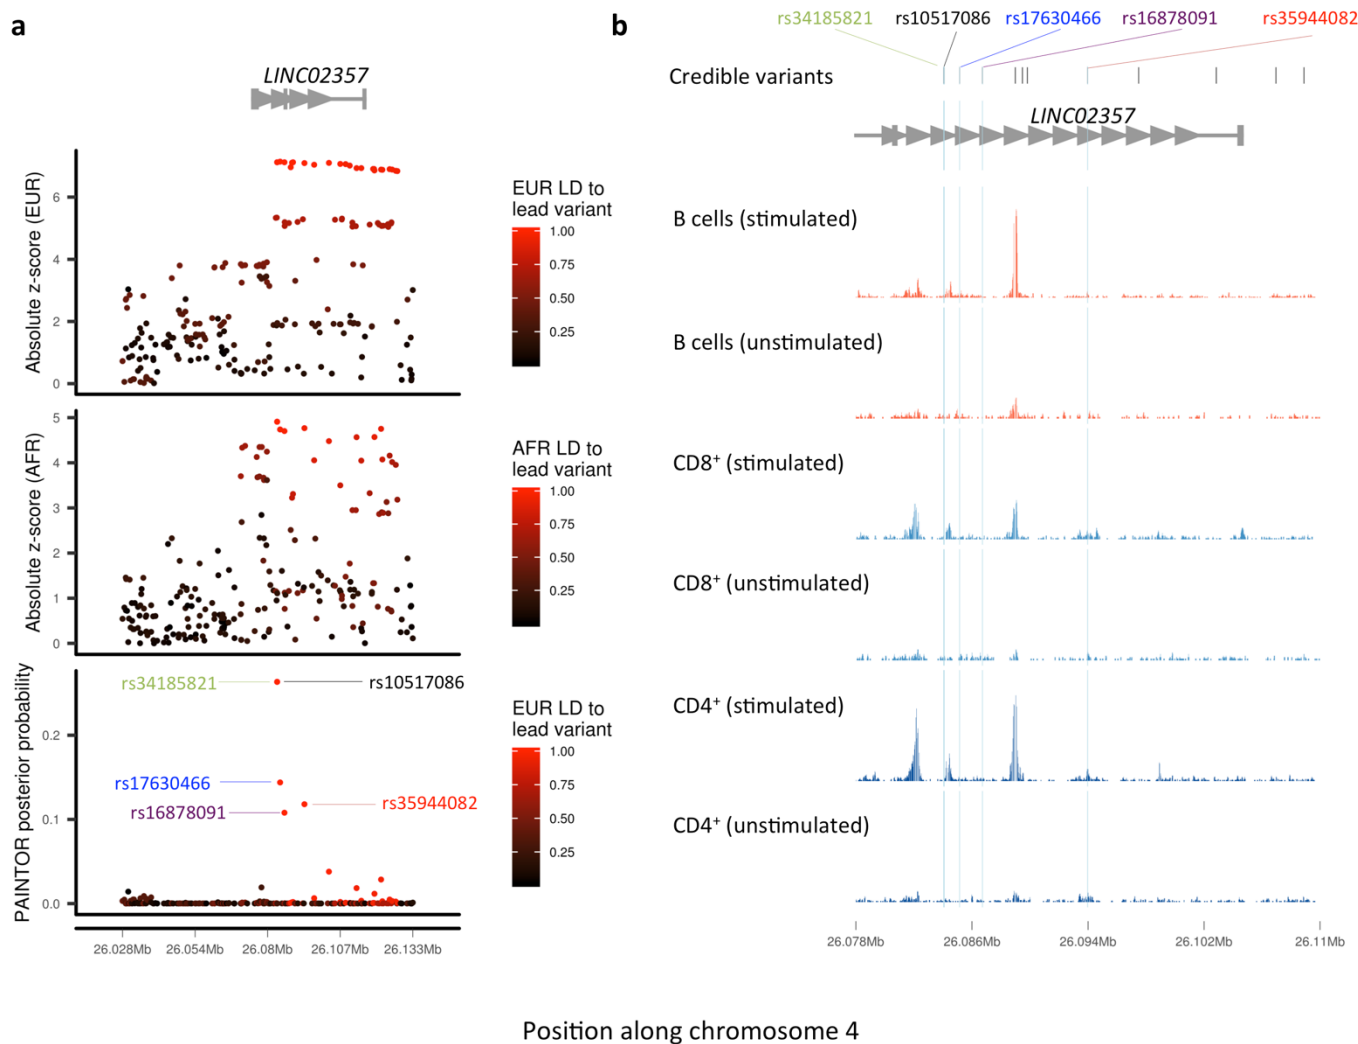 a
LINC02357
Absolute z-score (EUR)
6
4
2
0
EUR LD to
lead variant
1.00
0.75
0.50
0.25
Absolute z-score (AFR)
5
4
3
2
1
0
AFR LD to
lead variant
1.00
0.75
0.50
0.25
PAINTOR posterior probability
0.2
0.1
0.0
rs34185821
rs10517086
rs17630466
rs16878091
rs35944082
EUR LD to
lead variant
1.00
0.75
0.50
0.25
26.028Mb 26.054Mb 26.08Mb 26.107Mb 26.133Mb
b
rs34185821 rs10517086 rs17630466 rs16878091 rs35944082
Credible variants
LINC02357
B cells (stimulated)
B cells (unstimulated)
CD8⁺ (stimulated)
CD8⁺ (unstimulated)
CD4⁺ (stimulated)
CD4⁺ (unstimulated)
26.078Mb 26.086Mb 26.094Mb 26.102Mb 26.11Mb
Position along chromosome 4